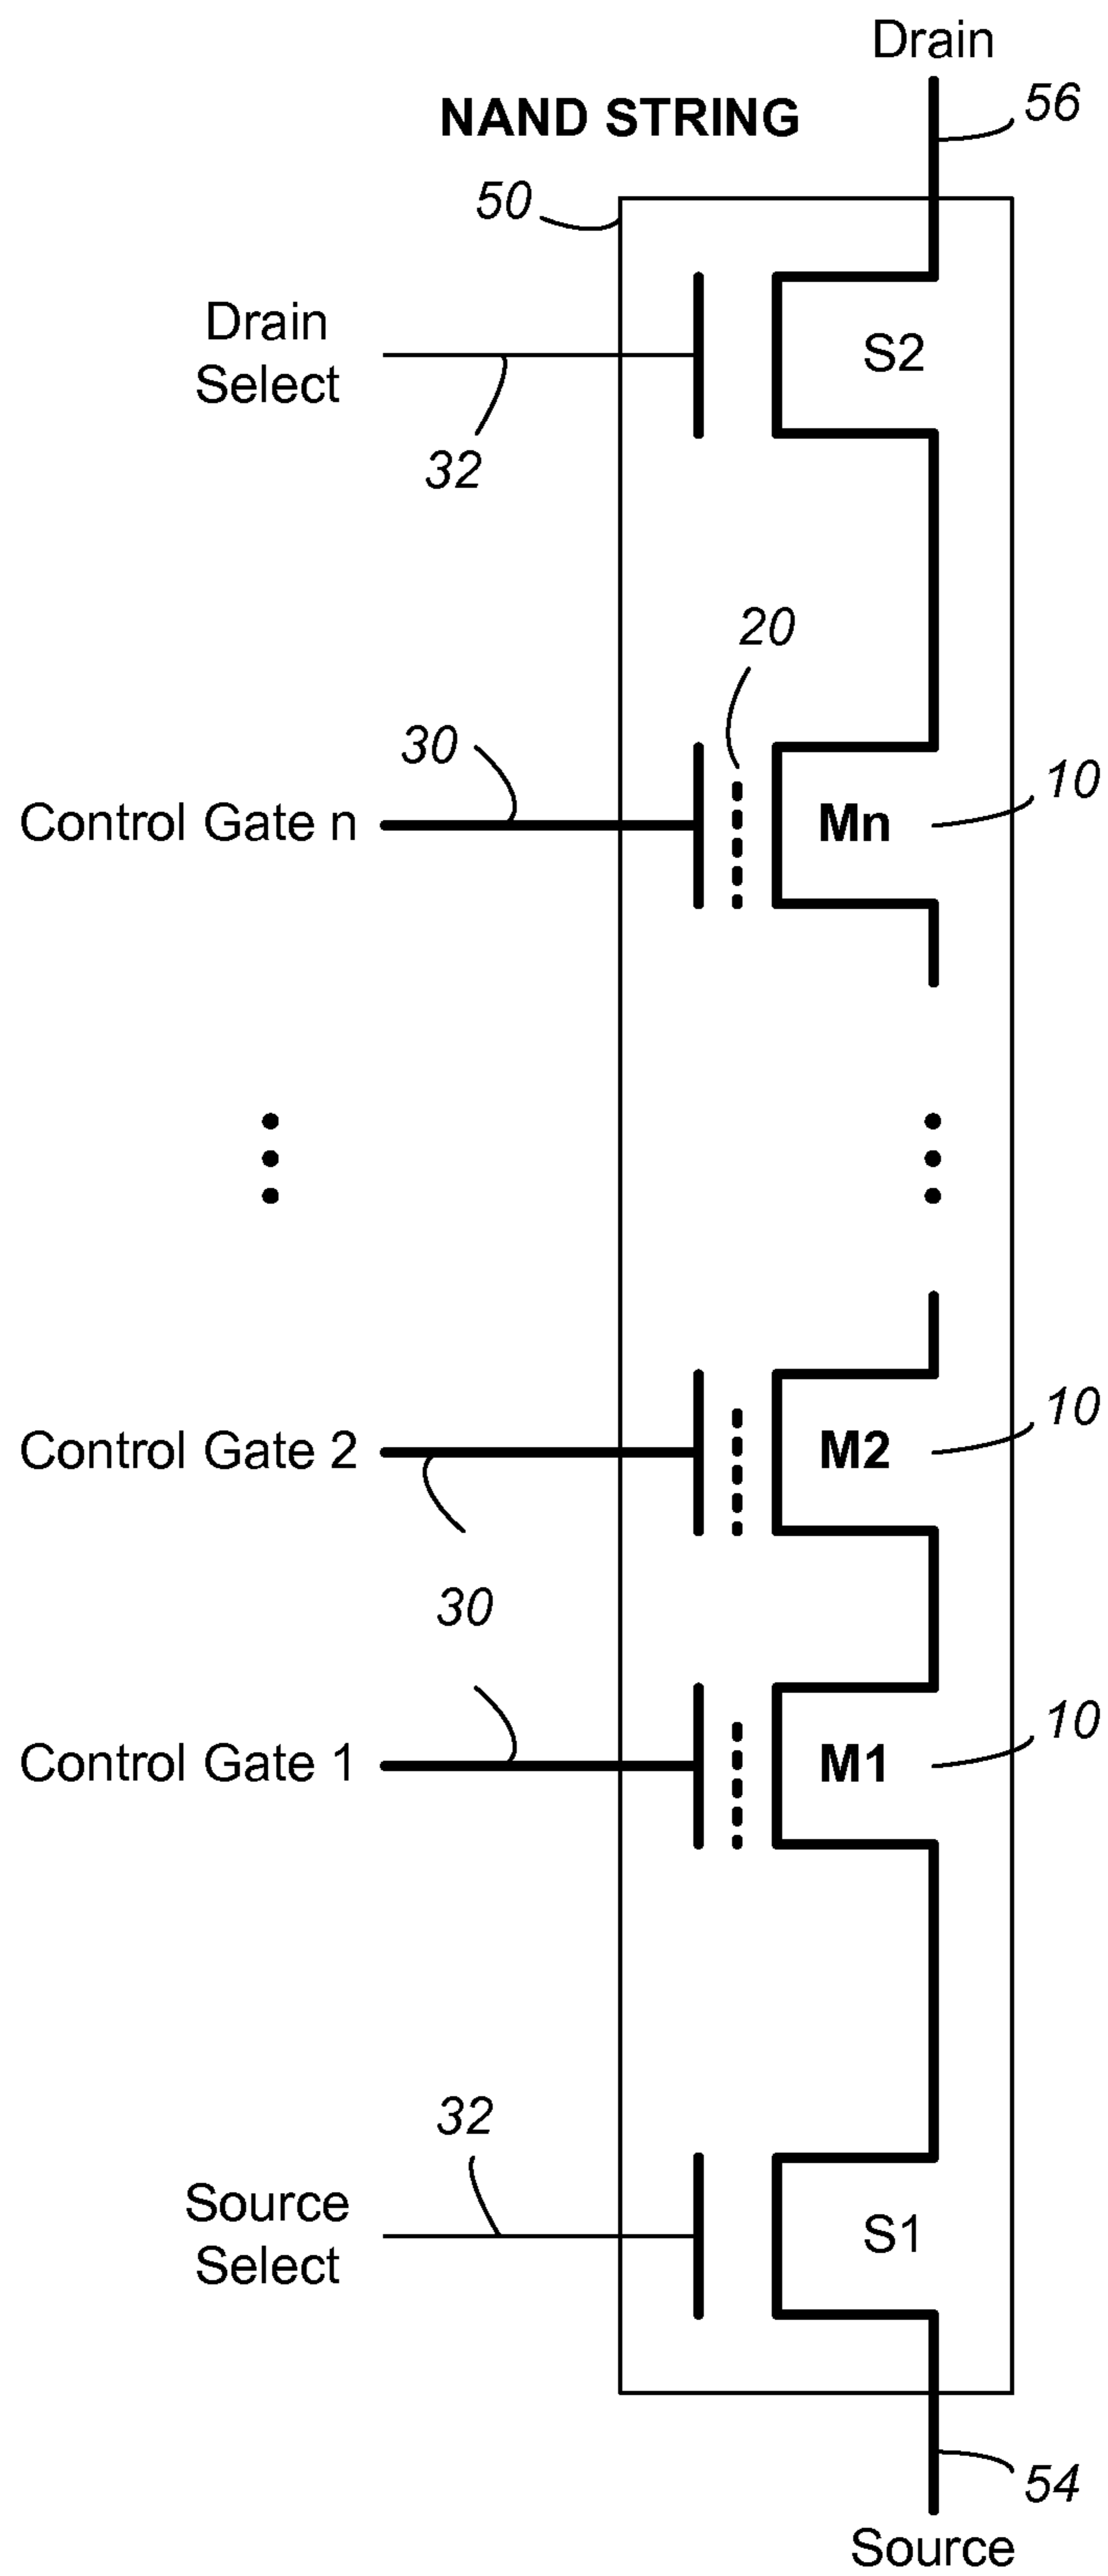 Drain
56
NAND STRING
50
Drain
Select
S2
32
20
30
10
Control Gate n
Mn
10
Control Gate 2
M2
30
10
Control Gate 1
M1
32
Source
Select
S1
54
Source